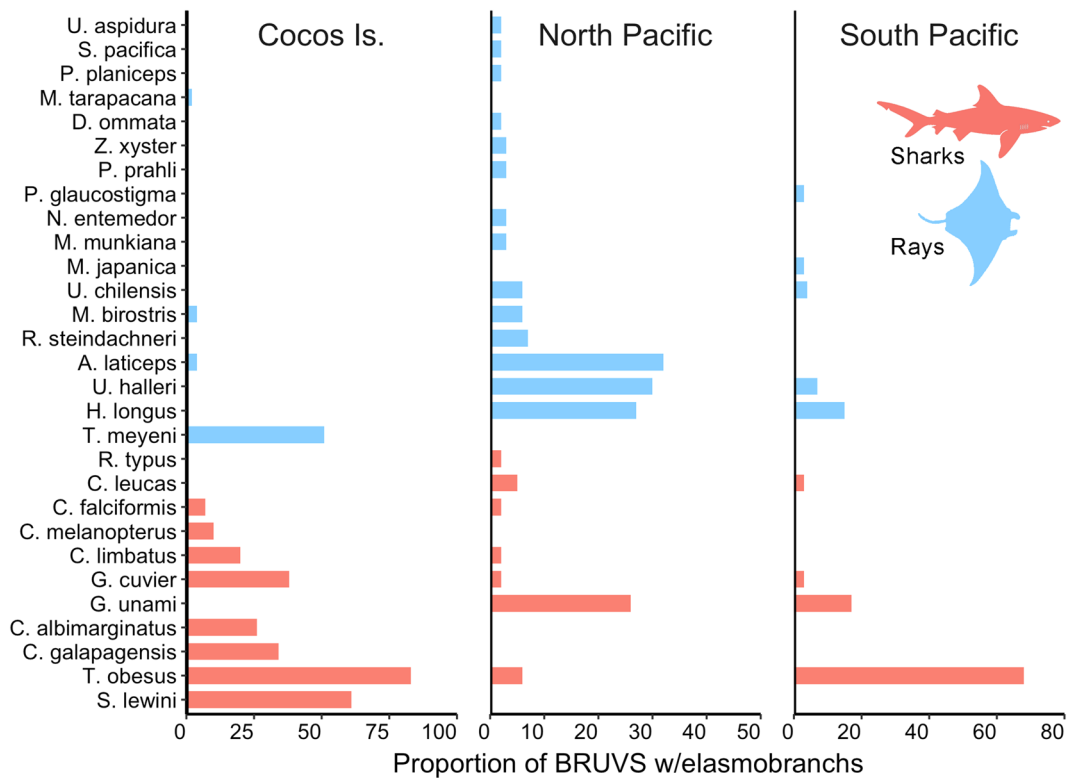 Cocos Is.
North Pacific
South Pacific
U. aspidura
S. pacifica
P. planiceps
M. tarapacana
D. ommata
Z. xyster
P. prahli
P. glaucostigma
N. entemedor
M. munkiana
M. japanica
U. chilensis
M. birostris
R. steindachneri
A. laticeps
U. halleri
H. longus
T. meyeni
R. typus
C. leucas
C. falciformis
C. melanopterus
C. limbatus
G. cuvier
G. unami
C. albimarginatus
C. galapagensis
T. obesus
S. lewini
Sharks
Rays
0 25 50 75 100
0 10 20 30 40 50
0 20 40 60 80
Proportion of BRUVS w/elasmobranchs